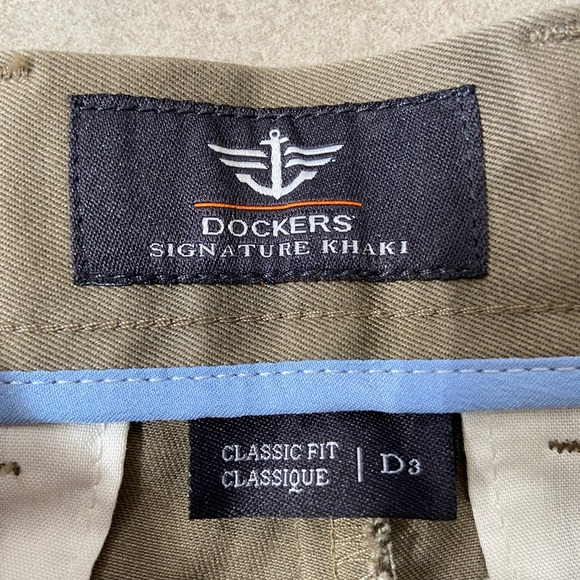 DOCKERS
SIGNATURE KHAKI
CLASSIC FIT
CLASSIQUE
D3